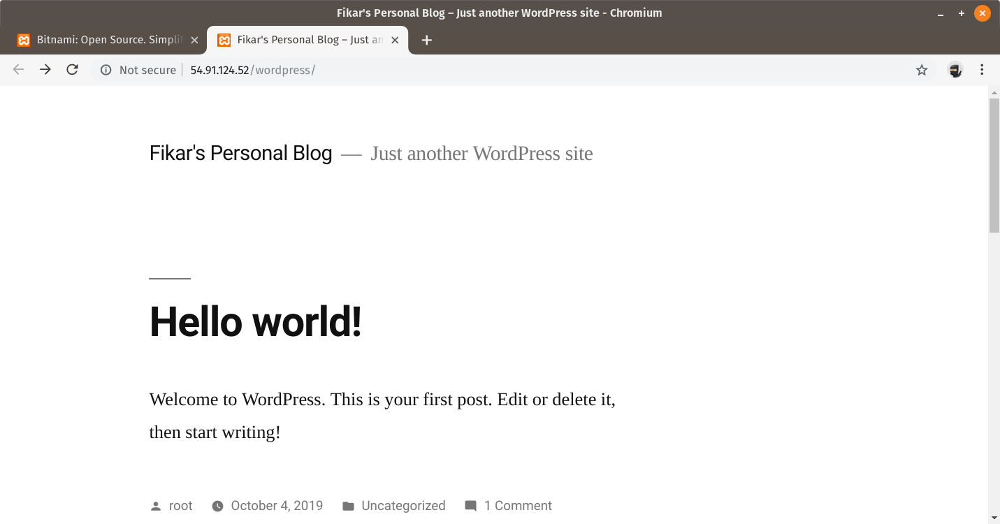 Fikar's Personal Blog – Just another WordPress site - Chromium
Bitnami: Open Source. Simplif
Fikar's Personal Blog – Just an
Not secure
54.91.124.52/wordpress/
Fikar's Personal Blog — Just another WordPress site
Hello world!
Welcome to WordPress. This is your first post. Edit or delete it,
then start writing!
root October 4, 2019 Uncategorized 1 Comment